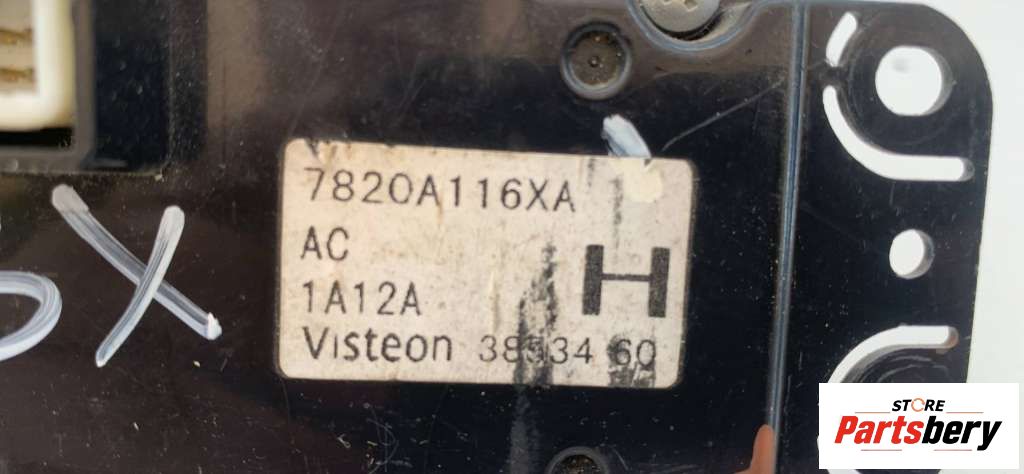 7820A116XA
AC
1A12A
H
Visteon 38534 60
X
STORE
Partsbery